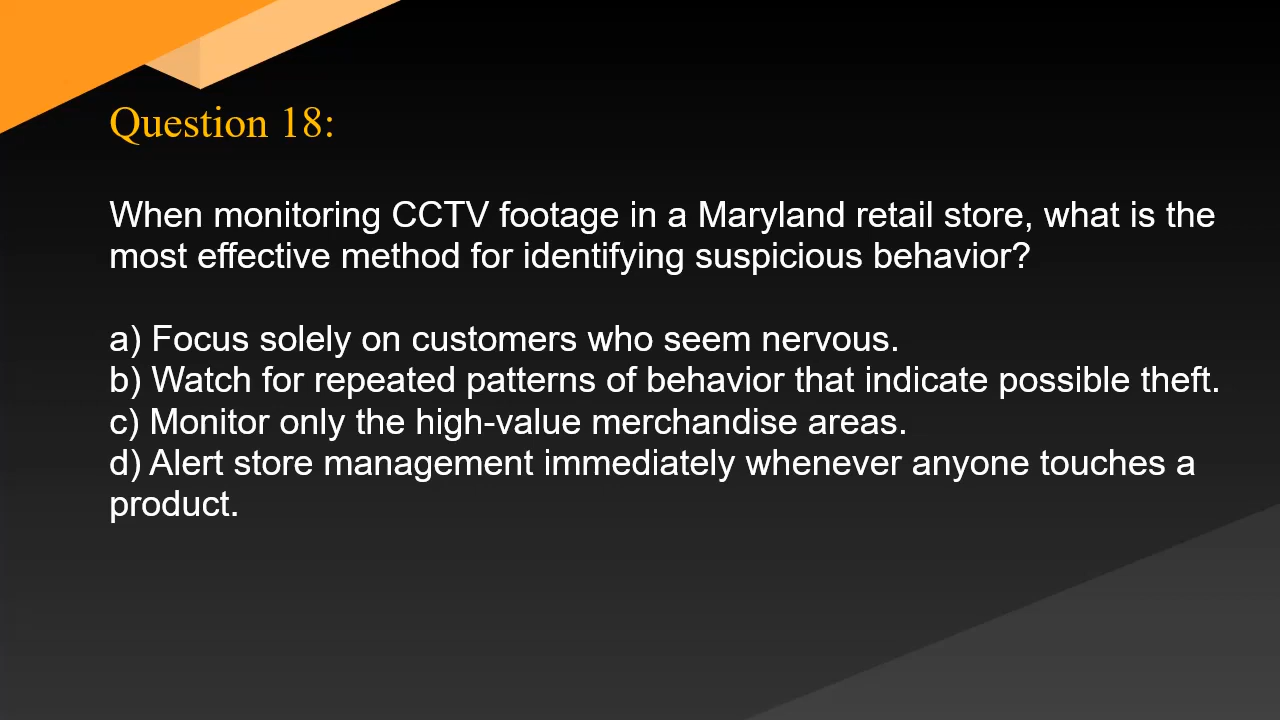 Question 18:
When monitoring CCTV footage in a Maryland retail store, what is the
most effective method for identifying suspicious behavior?
a) Focus solely on customers who seem nervous.
b) Watch for repeated patterns of behavior that indicate possible theft.
c) Monitor only the high-value merchandise areas.
d) Alert store management immediately whenever anyone touches a
product.